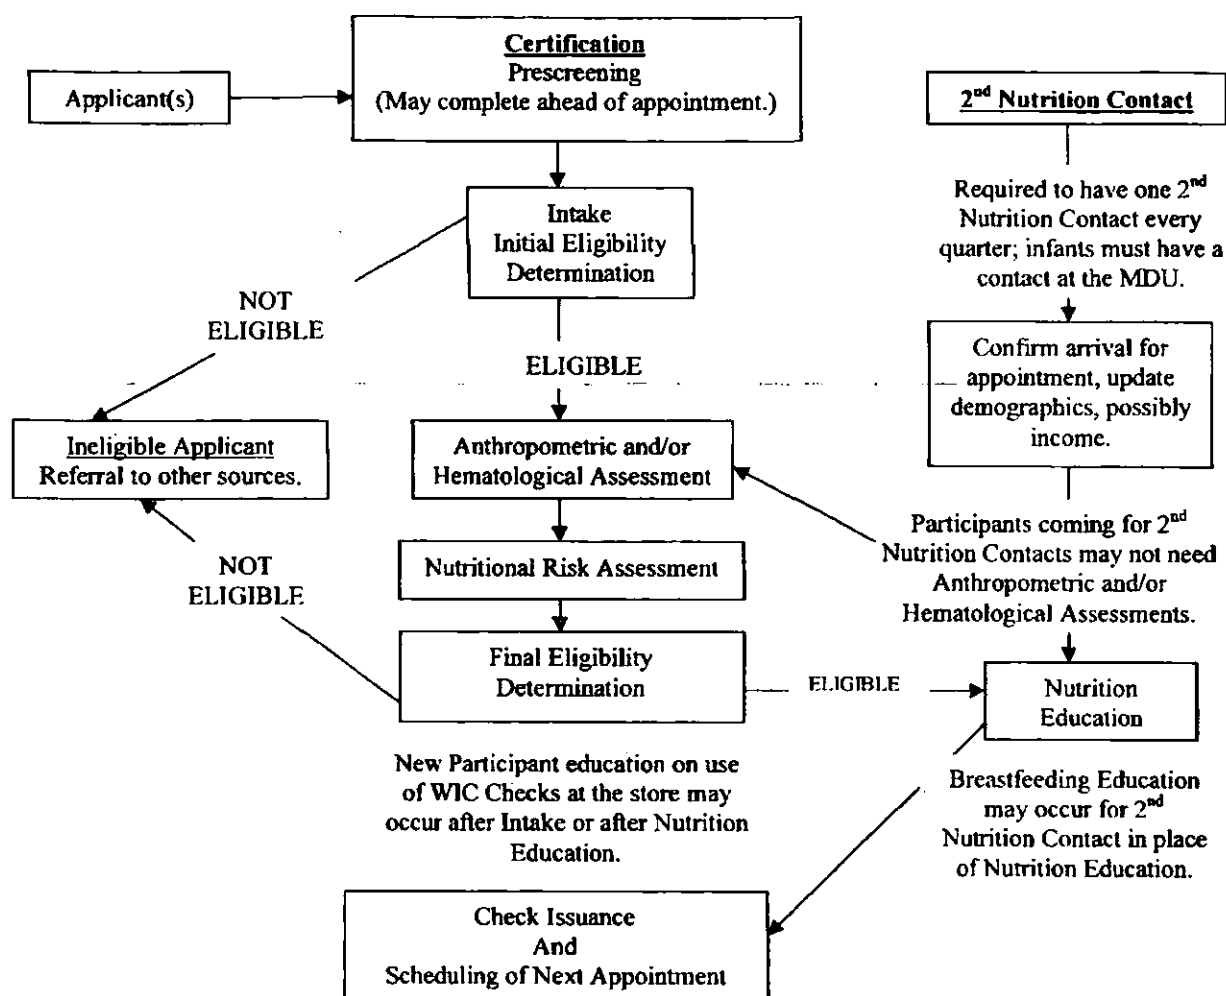 Applicant(s)
Certification
Prescreening
(May complete ahead of appointment.)
2nd Nutrition Contact
Intake
Initial Eligibility
Determination
Required to have one 2nd
Nutrition Contact every
quarter; infants must have a
contact at the MDU.
NOT
ELIGIBLE
ELIGIBLE
Confirm arrival for
appointment, update
demographics, possibly
income.
Ineligible Applicant
Referral to other sources.
Anthropometric and/or
Hematological Assessment
Participants coming for 2nd
Nutrition Contacts may not need
Anthropometric and/or
Hematological Assessments.
NOT
ELIGIBLE
Nutritional Risk Assessment
Final Eligibility
Determination
ELIGIBLE
Nutrition
Education
New Participant education on use
of WIC Checks at the store may
occur after Intake or after Nutrition
Education.
Breastfeeding Education
may occur for 2nd
Nutrition Contact in place
of Nutrition Education.
Check Issuance
And
Scheduling of Next Appointment